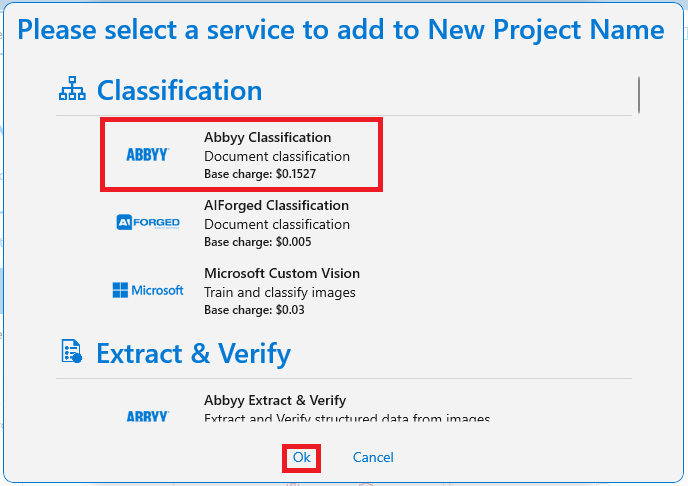 Please select a service to add to New Project Name
Classification
ABBYY
Abbyy Classification
Document classification
Base charge: $0.1527
AIFORGED
AIForged Classification
Document classification
Base charge: $0.005
Microsoft
Microsoft Custom Vision
Train and classify images
Base charge: $0.03
Extract & Verify
ABBYY
Abbyy Extract & Verify
Extract and Verify structured data from images
Ok
Cancel